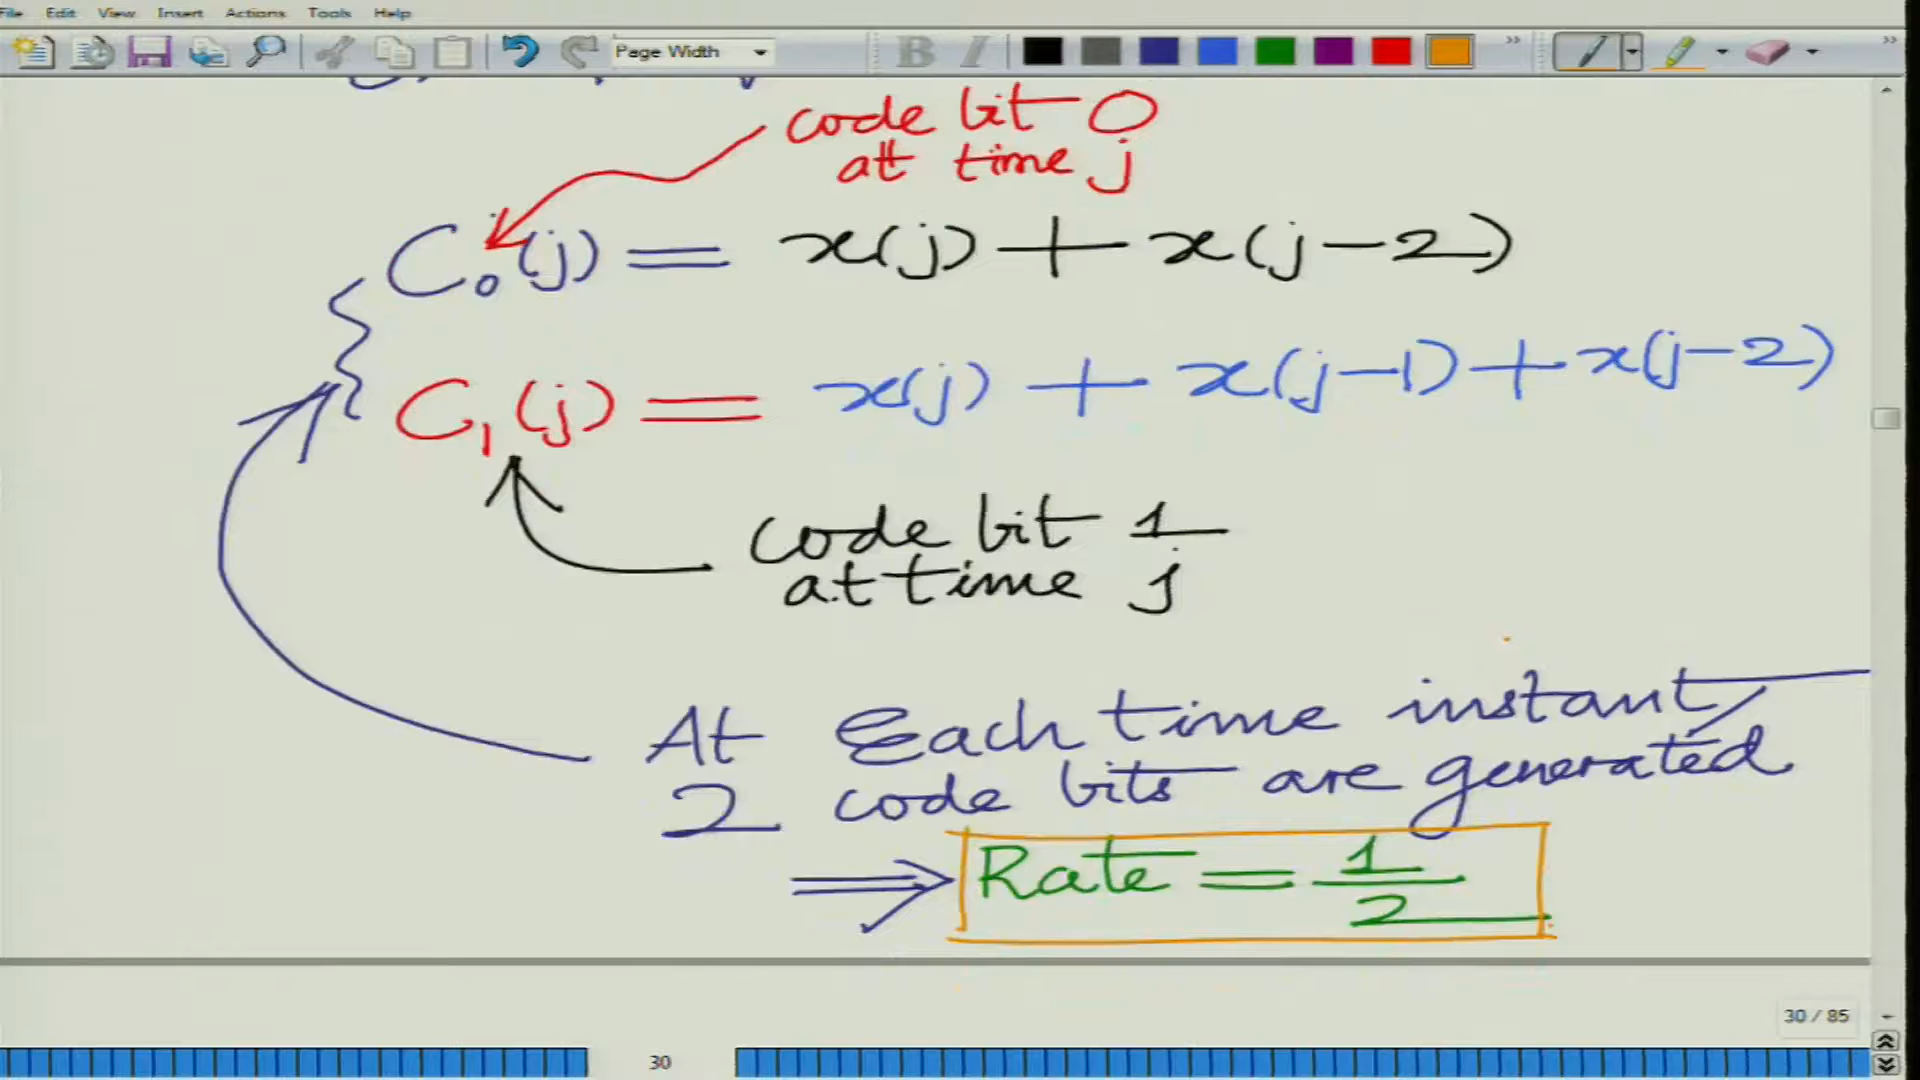 File Edit View Insert Actions Tools Help
Page Width B I
code bit 0
at time j
C₀(j) = x(j) + x(j-2)
C₁(j) = x(j) + x(j-1) + x(j-2)
code bit 1
at time j
At Each time instant
2 code bits are generated
⇒ Rate = 1/2
30 / 85
30